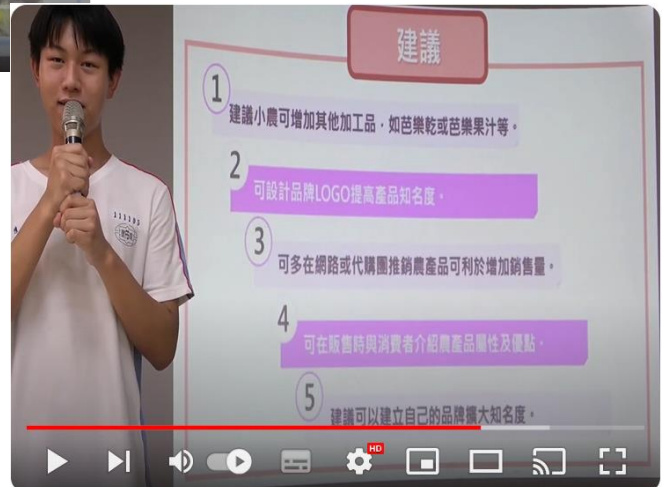 建議
1
建議小農可增加其他加工品，如芭樂乾或芭樂果汁等。
2
可設計品牌LOGO提高產品知名度。
3
可多在網路或代購團推銷農產品可利於增加銷售量。
4
可在販售時與消費者介紹農產品屬性及優點。
5
建議可以建立自己的品牌擴大知名度。
111103
HD